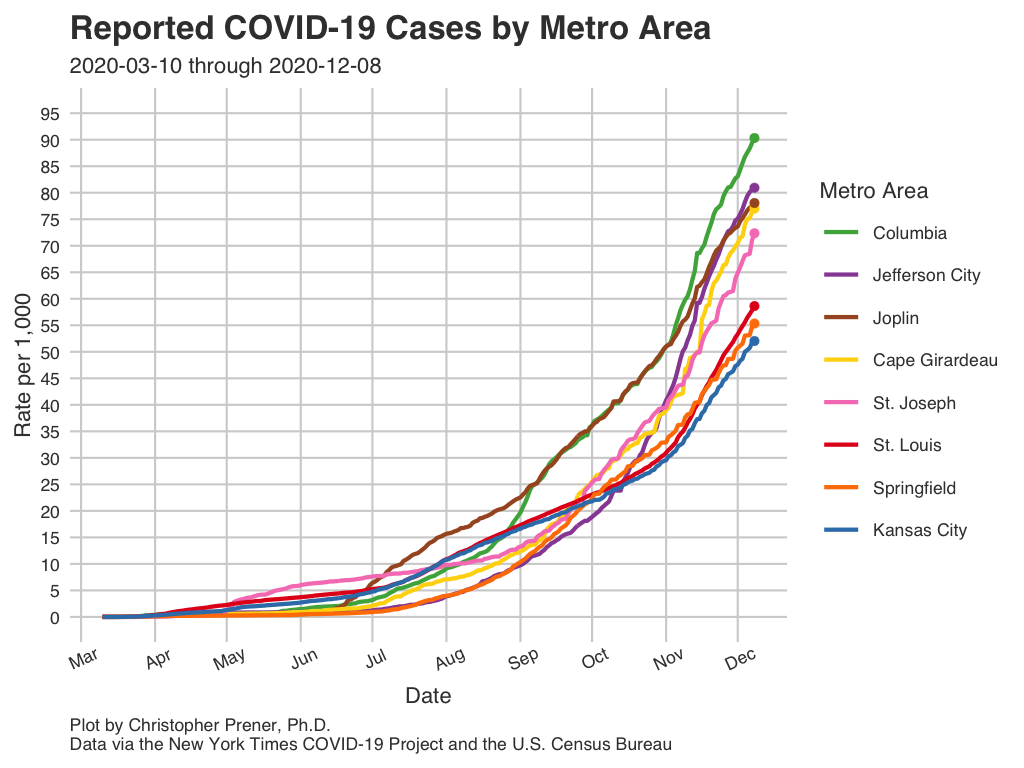 Reported COVID-19 Cases by Metro Area
2020-03-10 through 2020-12-08
95
90
85
80
75
70
65
60
55
50
45
40
35
30
25
20
15
10
5
0
Rate per 1,000
Mar
Apr
May
Jun
Jul
Aug
Sep
Oct
Nov
Dec
Date
Metro Area
Columbia
Jefferson City
Joplin
Cape Girardeau
St. Joseph
St. Louis
Springfield
Kansas City
Plot by Christopher Prener, Ph.D.
Data via the New York Times COVID-19 Project and the U.S. Census Bureau